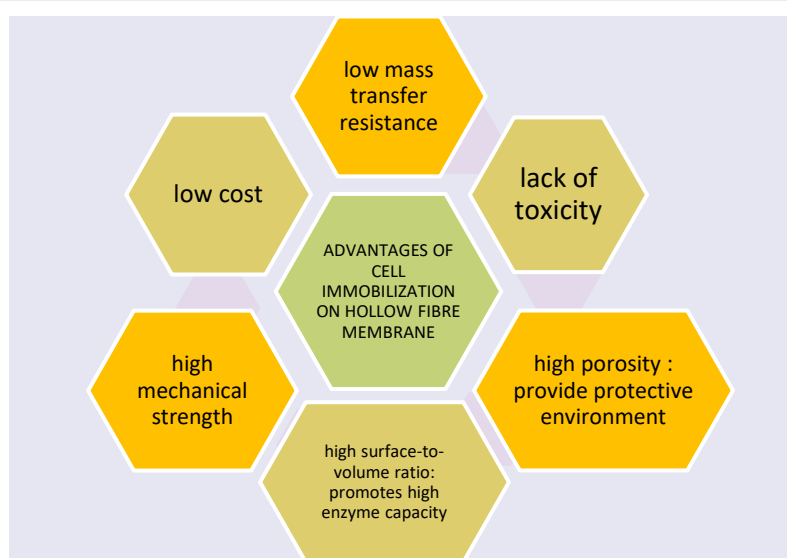 low mass
transfer
resistance
lack of
toxicity
high porosity :
provide protective
environment
high surface-to-
volume ratio:
promotes high
enzyme capacity
high
mechanical
strength
low cost
ADVANTAGES OF
CELL
IMMOBILIZATION
ON HOLLOW FIBRE
MEMBRANE